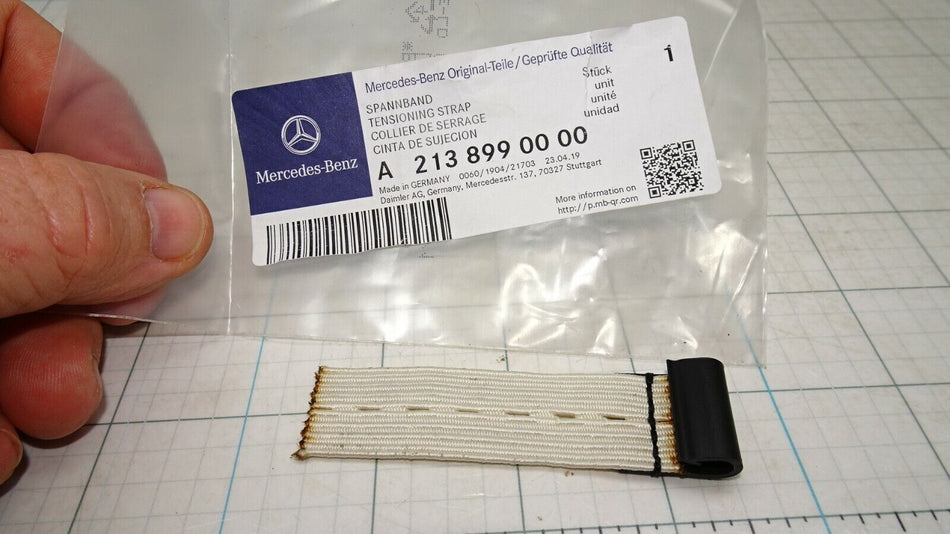 Mercedes-Benz Original-Teile / Geprüfte Qualität
1
SPANNBAND
TENSIONING STRAP
COLLIER DE SERRAGE
CINTA DE SUJECION
Stück
unit
unité
unidad
A 213 899 00 00
Made in GERMANY 0060/1904/21703 23.04.19
Daimler AG, Germany, Mercedesstr. 137, 70327 Stuttgart
Mercedes-Benz
More information on
http://p.mb-qr.com